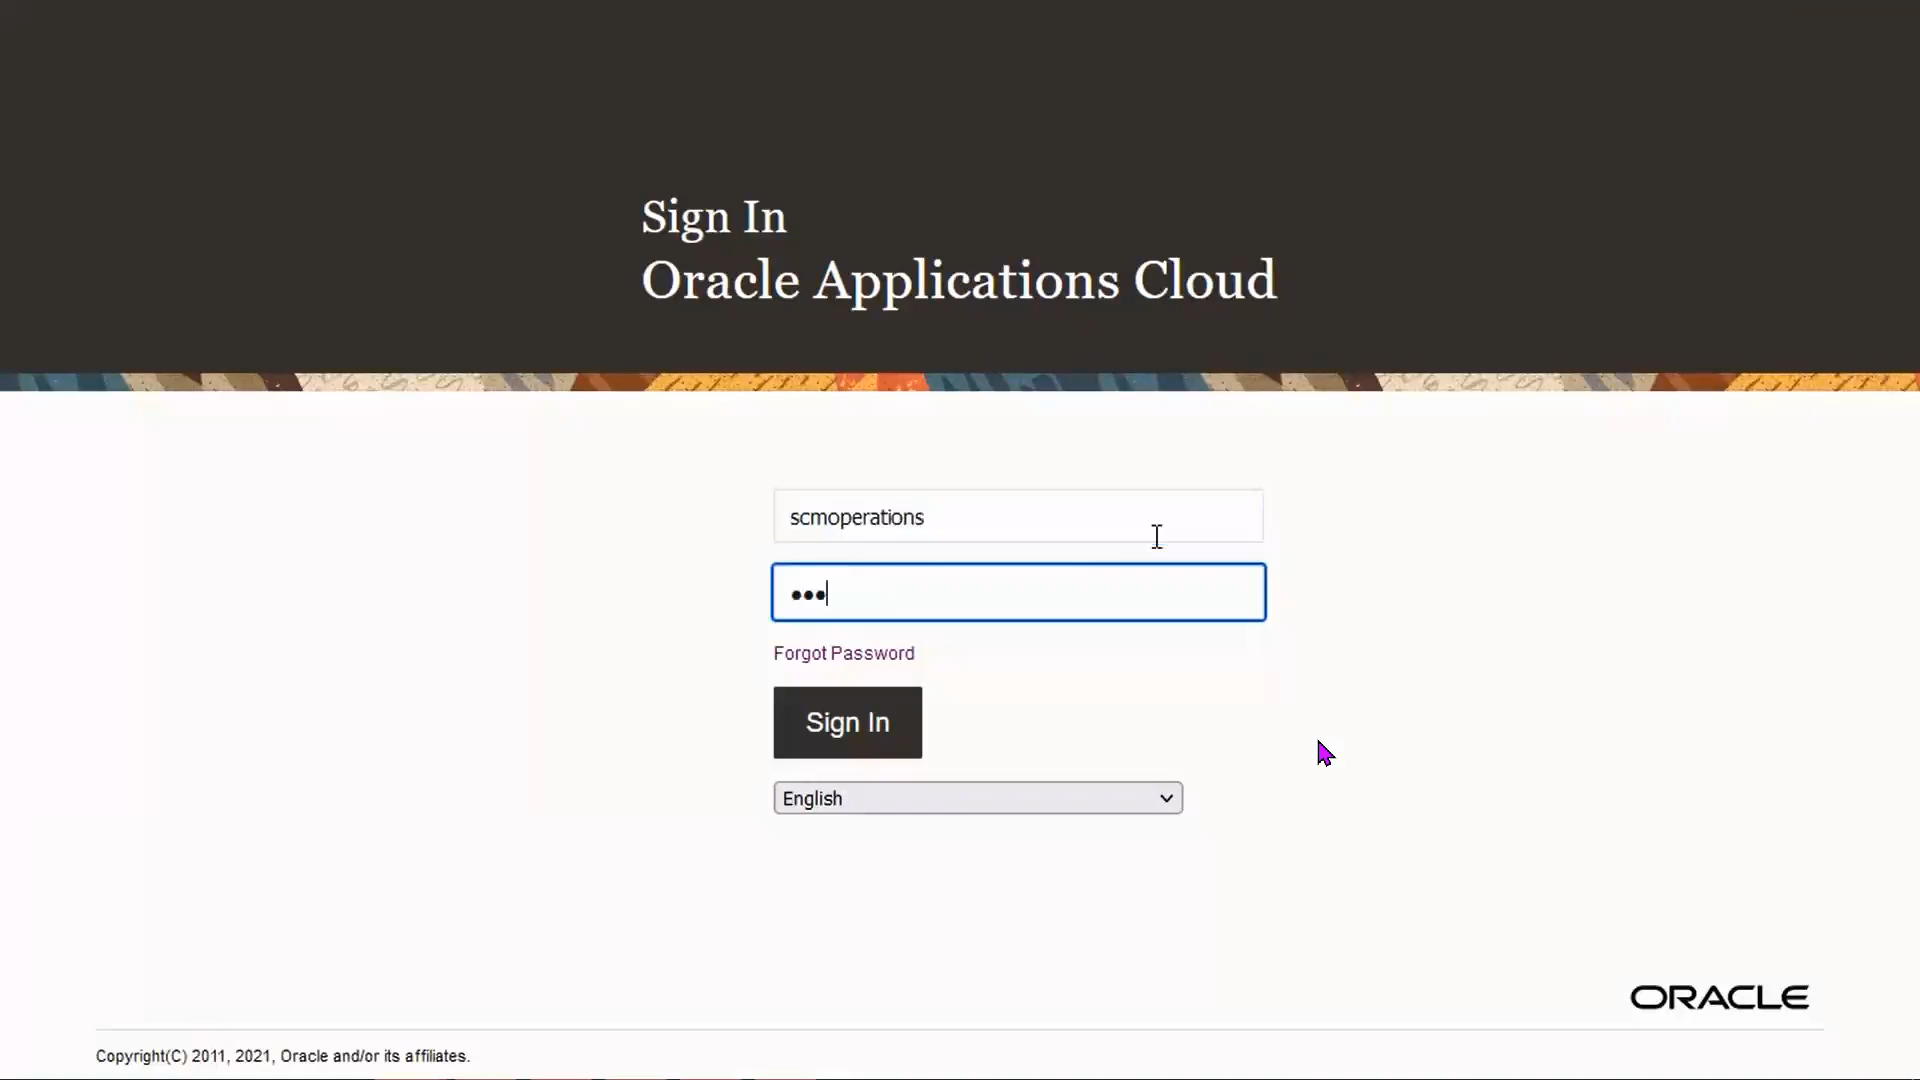 Sign In
Oracle Applications Cloud
scmoperations
•••
Forgot Password
Sign In
English
ORACLE
Copyright(C) 2011, 2021, Oracle and/or its affiliates.